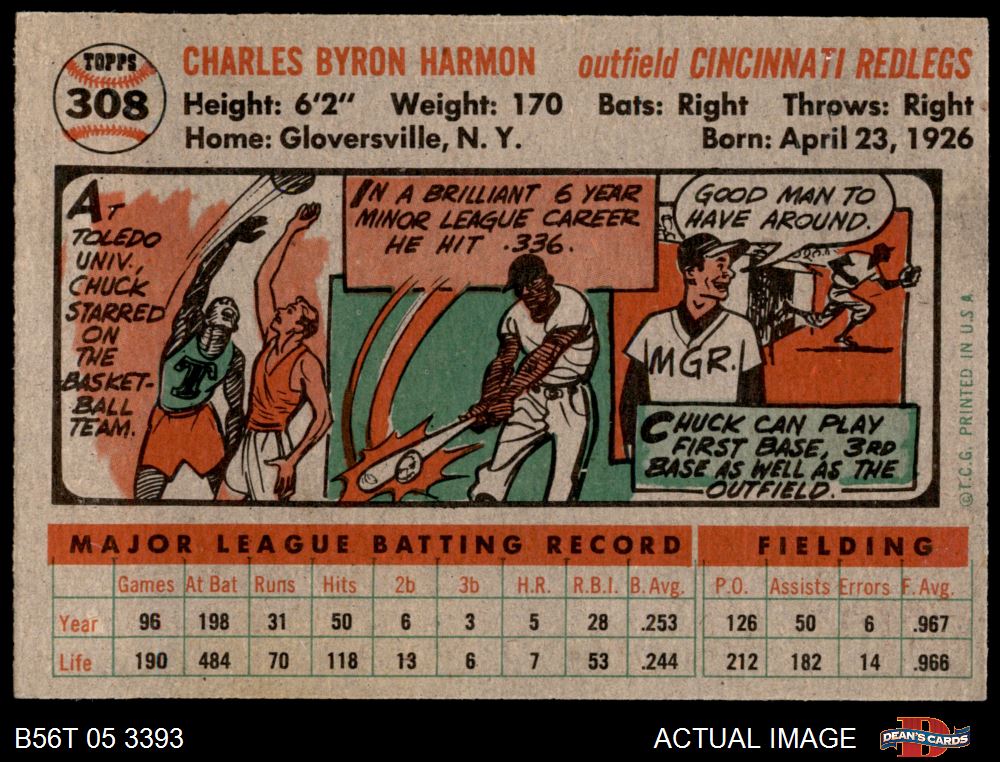 TOPPS
308
CHARLES BYRON HARMON outfield CINCINNATI REDLEGS
Height: 6'2" Weight: 170 Bats: Right Throws: Right
Home: Gloversville, N. Y. Born: April 23, 1926
AT
TOLEDO
UNIV.,
CHUCK
STARRED
ON
THE
BASKET-
BALL
TEAM.
T
IN A BRILLIANT 6 YEAR
MINOR LEAGUE CAREER
HE HIT .336.
GOOD MAN TO
HAVE AROUND.
MGR.
CHUCK CAN PLAY
FIRST BASE, 3RD
BASE AS WELL AS THE
OUTFIELD.
©T.C.G. PRINTED IN U.S.A.
MAJOR LEAGUE BATTING RECORD FIELDING
Games At Bat Runs Hits 2b 3b H.R. R.B.I. B. Avg. P.O. Assists Errors F. Avg.
Year 96 198 31 50 6 3 5 28 .253 126 50 6 .967
Life 190 484 70 118 13 6 7 53 .244 212 182 14 .966
B56T 05 3393 ACTUAL IMAGE
D
DEAN'S CARDS